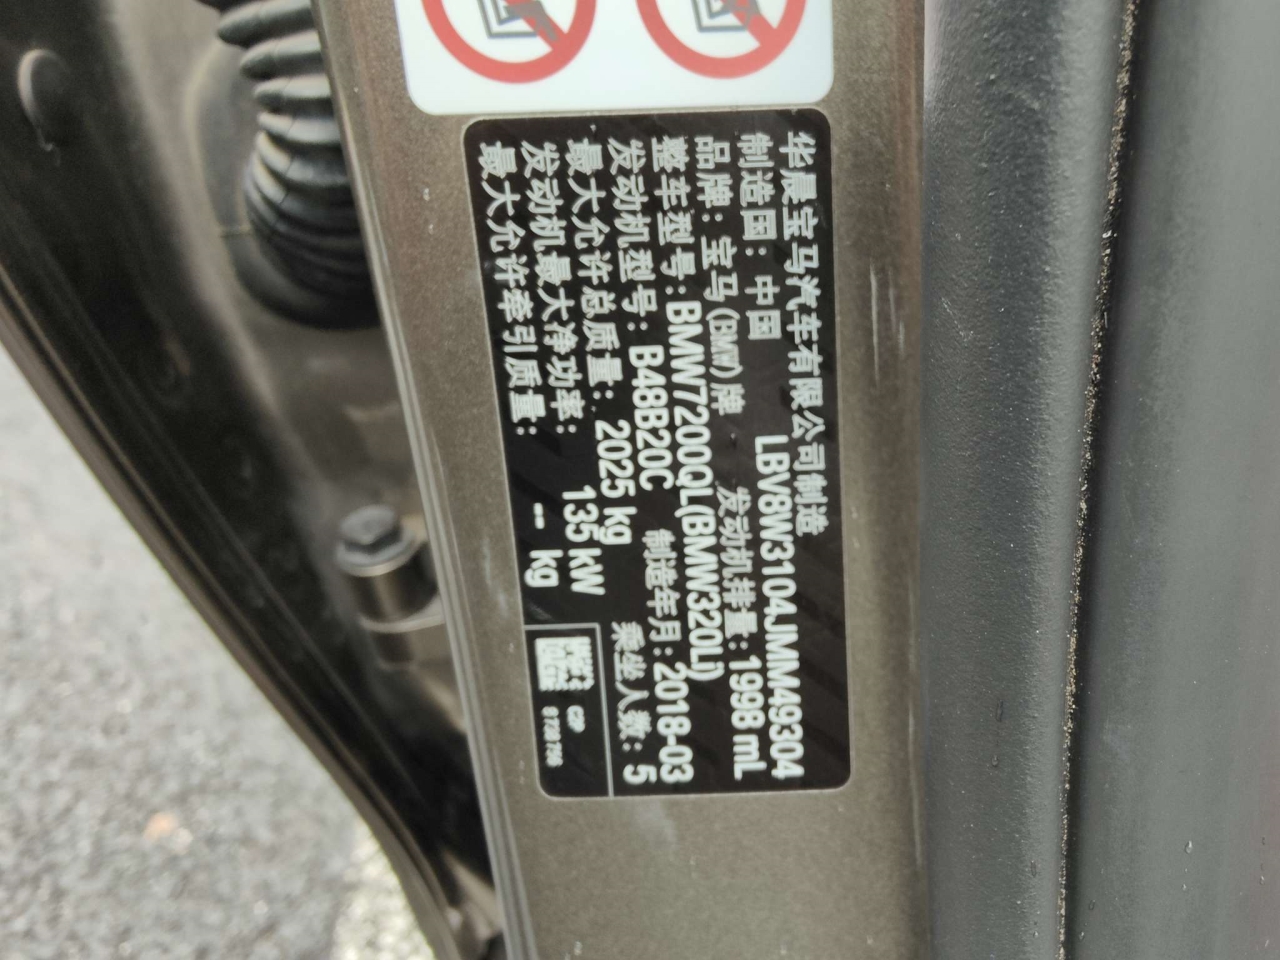 华晨宝马汽车有限公司制造
制造国：中国 LBV8W3104JMM49304
品牌：宝马(BMW)牌 发动机排量：1998 mL
整车型号：BMW7200QL(BMW320Li)
发动机型号：B48B20C 制造年月：2018-03
最大允许总质量： 2025 kg 乘坐人数：5
发动机最大净功率： 135 kW
最大允许牵引质量： -- kg